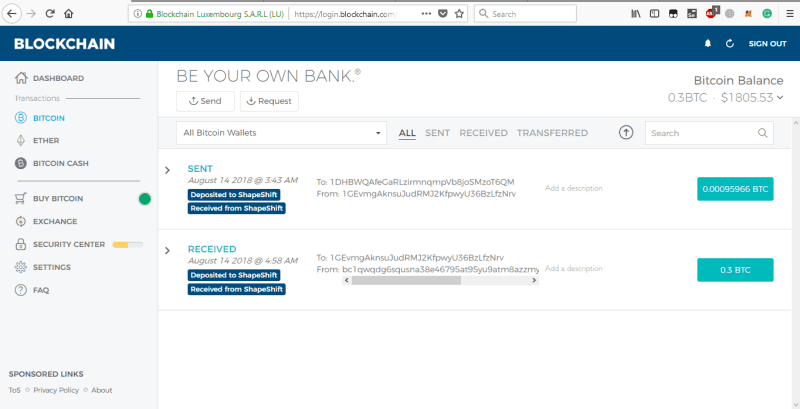 Blockchain Luxembourg S.A.R.L (LU) https://login.blockchain.com/ Search
BLOCKCHAIN SIGN OUT
DASHBOARD
Transactions
BITCOIN
ETHER
BITCOIN CASH
BUY BITCOIN
EXCHANGE
SECURITY CENTER
SETTINGS
FAQ
SPONSORED LINKS
ToS Privacy Policy About
BE YOUR OWN BANK.®
Bitcoin Balance
0.3BTC · $1805.53
Send Request
All Bitcoin Wallets ALL SENT RECEIVED TRANSFERRED Search
SENT
August 14 2018 @ 3:43 AM
Deposited to ShapeShift
Received from ShapeShift
To: 1DHBWQAfeGaRLzirmnqmpVb8joSMzoT6QM
From: 1GEvmgAknsuJudRMJ2KfpwyU36BzLfzNrv
Add a description
0.00095966 BTC
RECEIVED
August 14 2018 @ 4:58 AM
Deposited to ShapeShift
Received from ShapeShift
To: 1GEvmgAknsuJudRMJ2KfpwyU36BzLfzNrv
From: bc1qwqdg6squsna38e46795at95yu9atm8azzmy
Add a description
0.3 BTC